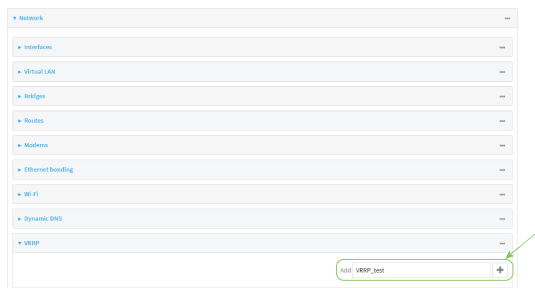 Network
Interfaces
Virtual LAN
Bridges
Routes
Modems
Ethernet bonding
Wi-Fi
Dynamic DNS
VRRP
Add VRRP_test